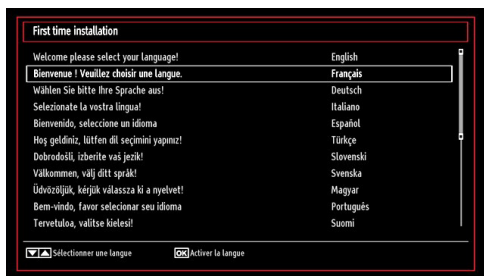 First time installation
Welcome please select your language! English
Bienvenue ! Veuillez choisir une langue. Français
Wählen Sie bitte Ihre Sprache aus! Deutsch
Selezionate la vostra lingua! Italiano
Bienvenido, seleccione un idioma Español
Hoş geldiniz, lütfen dil seçimini yapınız! Türkçe
Dobrodošli, izberite vaš jezik! Slovenski
Välkommen, välj ditt språk! Svenska
Üdvözöljük, kérjük válassza ki a nyelvet! Magyar
Bem-vindo, favor selecionar seu idioma Português
Tervetuloa, valitse kielesi! Suomi
Sélectionner une langue OK Activer la langue